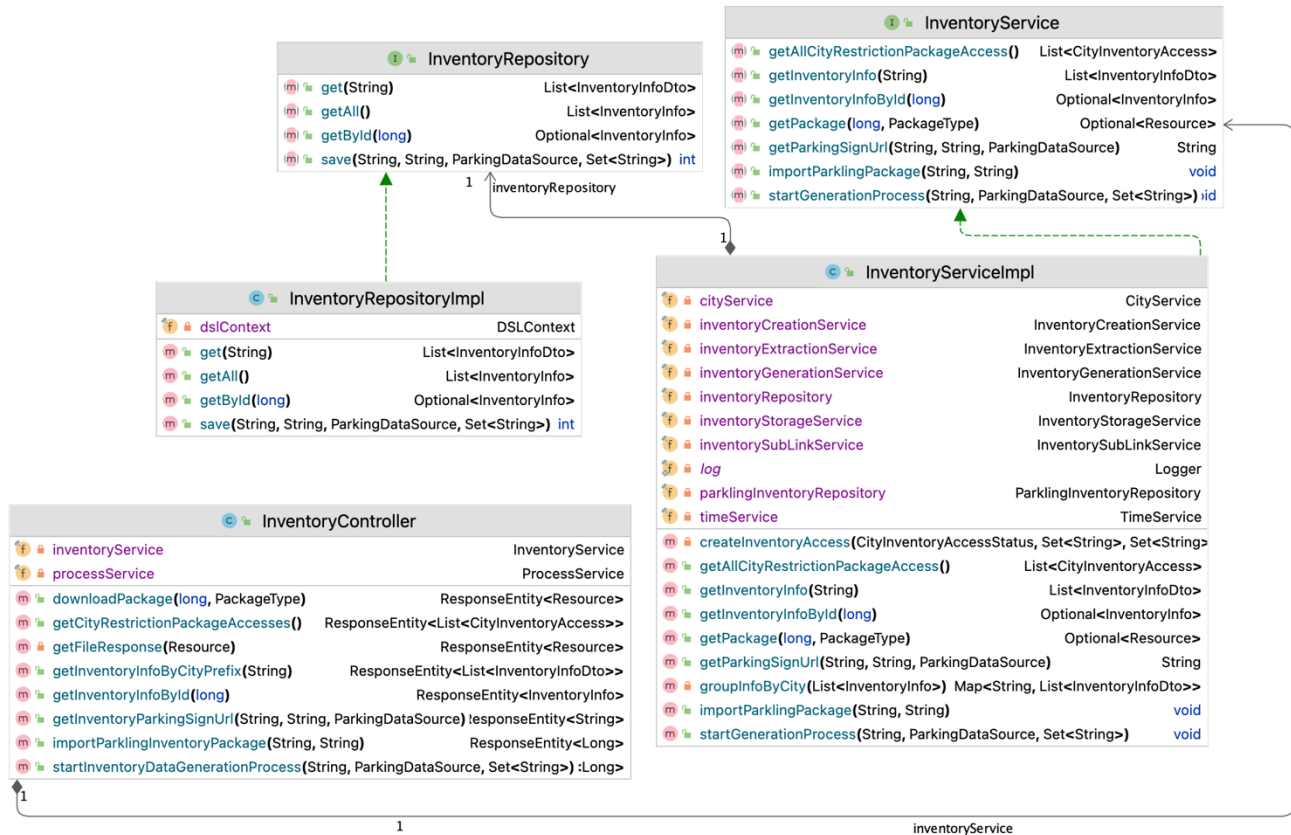 InventoryService
getAllCityRestrictionPackageAccess() List<CityInventoryAccess>
getInventoryInfo(String) List<InventoryInfoDto>
getInventoryInfoById(long) Optional<InventoryInfo>
getPackage(long, PackageType) Optional<Resource>
getParkingSignUrl(String, String, ParkingDataSource) String
importParklingPackage(String, String) void
startGenerationProcess(String, ParkingDataSource, Set<String>) void
InventoryRepository
get(String) List<InventoryInfoDto>
getAll() List<InventoryInfo>
getById(long) Optional<InventoryInfo>
save(String, String, ParkingDataSource, Set<String>) int
1
inventoryRepository
1
InventoryRepositoryImpl
dslContext DSLContext
get(String) List<InventoryInfoDto>
getAll() List<InventoryInfo>
getById(long) Optional<InventoryInfo>
save(String, String, ParkingDataSource, Set<String>) int
InventoryServiceImpl
cityService CityService
inventoryCreationService InventoryCreationService
inventoryExtractionService InventoryExtractionService
inventoryGenerationService InventoryGenerationService
inventoryRepository InventoryRepository
inventoryStorageService InventoryStorageService
inventorySubLinkService InventorySubLinkService
log Logger
parklingInventoryRepository ParklingInventoryRepository
timeService TimeService
createInventoryAccess(CityInventoryAccessStatus, Set<String>, Set<String>
getAllCityRestrictionPackageAccess() List<CityInventoryAccess>
getInventoryInfo(String) List<InventoryInfoDto>
getInventoryInfoById(long) Optional<InventoryInfo>
getPackage(long, PackageType) Optional<Resource>
getParkingSignUrl(String, String, ParkingDataSource) String
groupInfoByCity(List<InventoryInfo>) Map<String, List<InventoryInfoDto>>
importParklingPackage(String, String) void
startGenerationProcess(String, ParkingDataSource, Set<String>) void
InventoryController
inventoryService InventoryService
processService ProcessService
downloadPackage(long, PackageType) ResponseEntity<Resource>
getCityRestrictionPackageAccesses() ResponseEntity<List<CityInventoryAccess>>
getFileResponse(Resource) ResponseEntity<Resource>
getInventoryInfoByCityPrefix(String) ResponseEntity<List<InventoryInfoDto>>
getInventoryInfoById(long) ResponseEntity<InventoryInfo>
getInventoryParkingSignUrl(String, String, ParkingDataSource) ResponseEntity<String>
importParklingInventoryPackage(String, String) ResponseEntity<Long>
startInventoryDataGenerationProcess(String, ParkingDataSource, Set<String>) :Long>
1
1
inventoryService